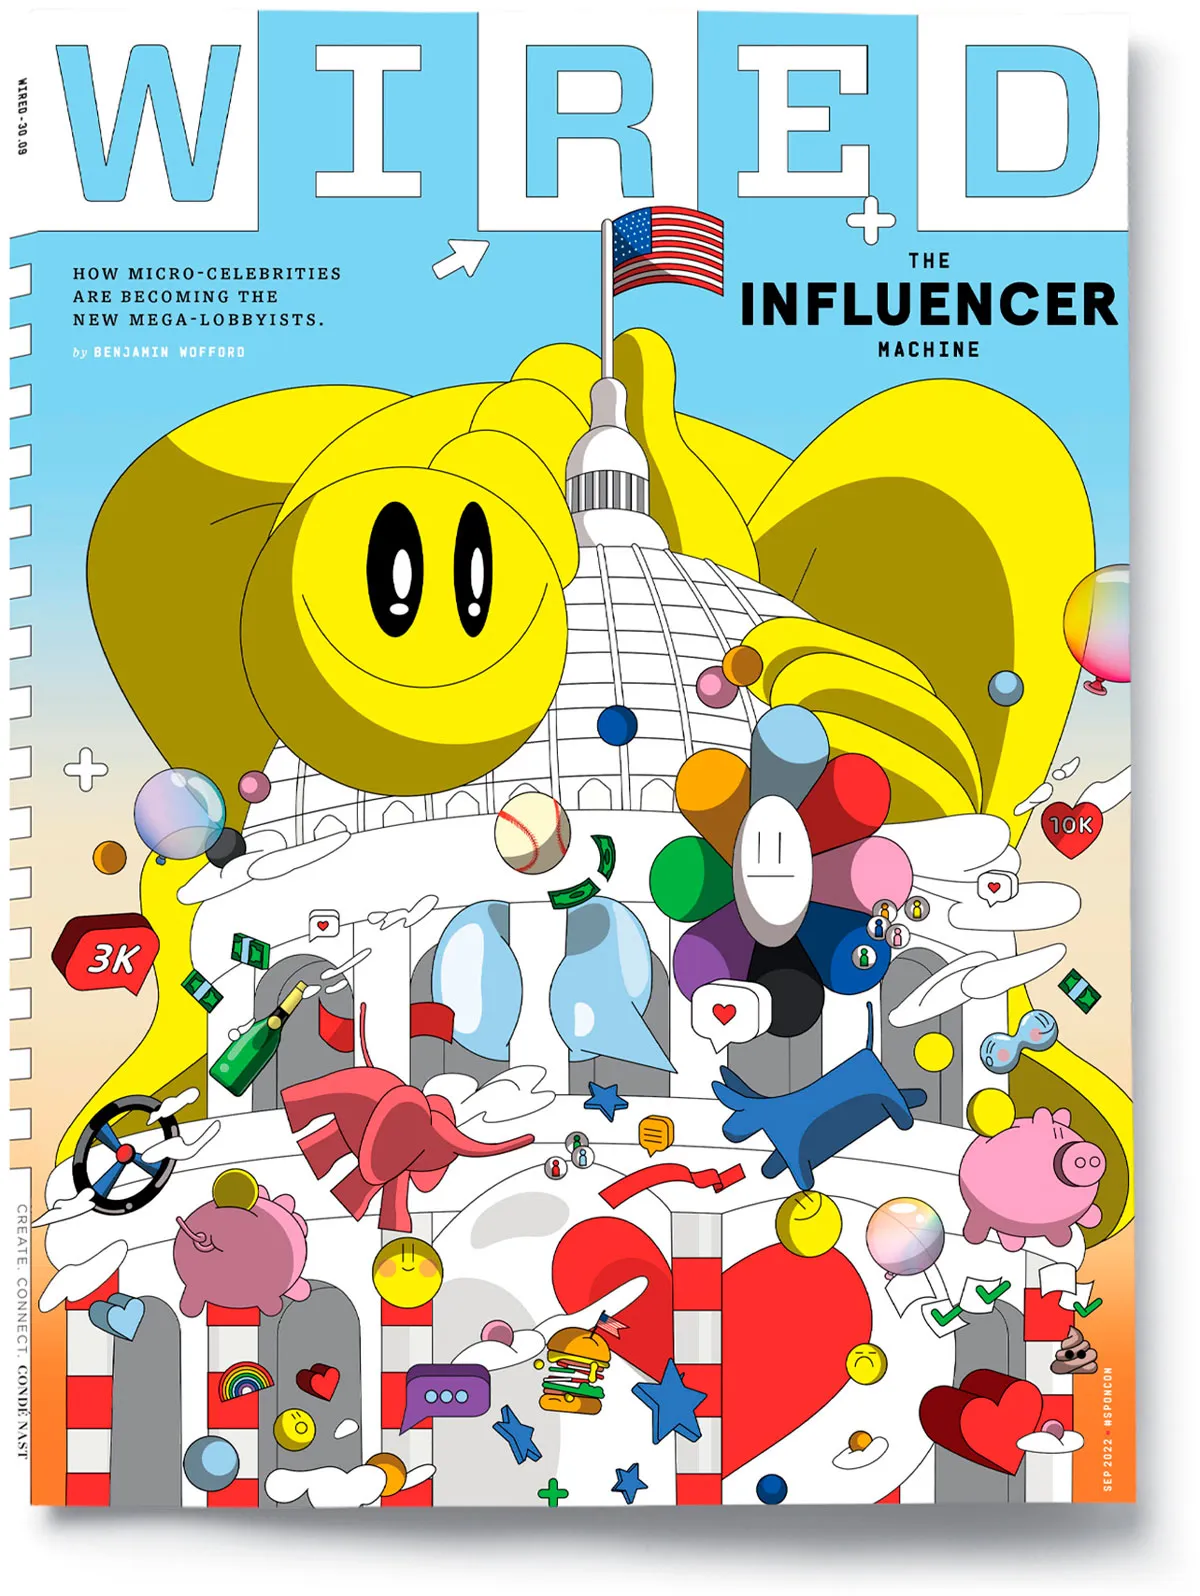 WIRED
WIRED-30.09
HOW MICRO-CELEBRITIES
ARE BECOMING THE
NEW MEGA-LOBBYISTS.
by BENJAMIN WOFFORD
THE
INFLUENCER
MACHINE
10K
3K
CREATE. CONNECT. CONDÉ NAST
SEP 2022 #SPONCON